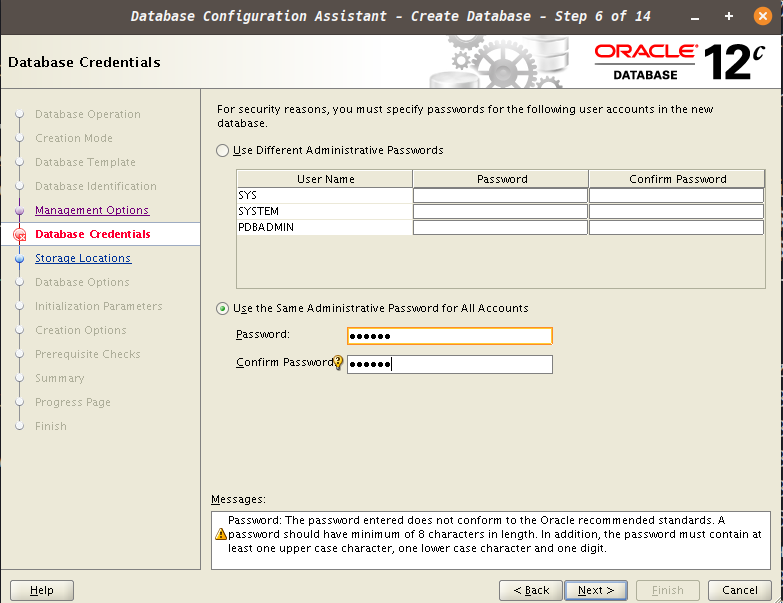 Database Configuration Assistant - Create Database - Step 6 of 14
Database Credentials
ORACLE®
DATABASE
12c
Database Operation
Creation Mode
Database Template
Database Identification
Management Options
Database Credentials
Storage Locations
Database Options
Initialization Parameters
Creation Options
Prerequisite Checks
Summary
Progress Page
Finish
For security reasons, you must specify passwords for the following user accounts in the new
database.
Use Different Administrative Passwords
User Name Password Confirm Password
SYS
SYSTEM
PDBADMIN
Use the Same Administrative Password for All Accounts
Password: ••••••
Confirm Password ••••••
Messages:
Password: The password entered does not conform to the Oracle recommended standards. A
password should have minimum of 8 characters in length. In addition, the password must contain at
least one upper case character, one lower case character and one digit.
Help < Back Next > Finish Cancel